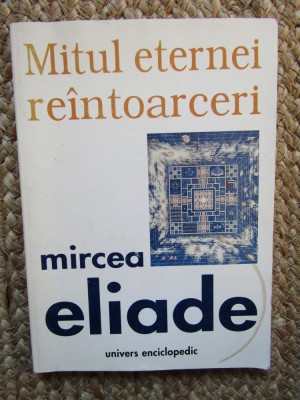 Mitul eternei
reîntoarceri
mircea
eliade
univers enciclopedic